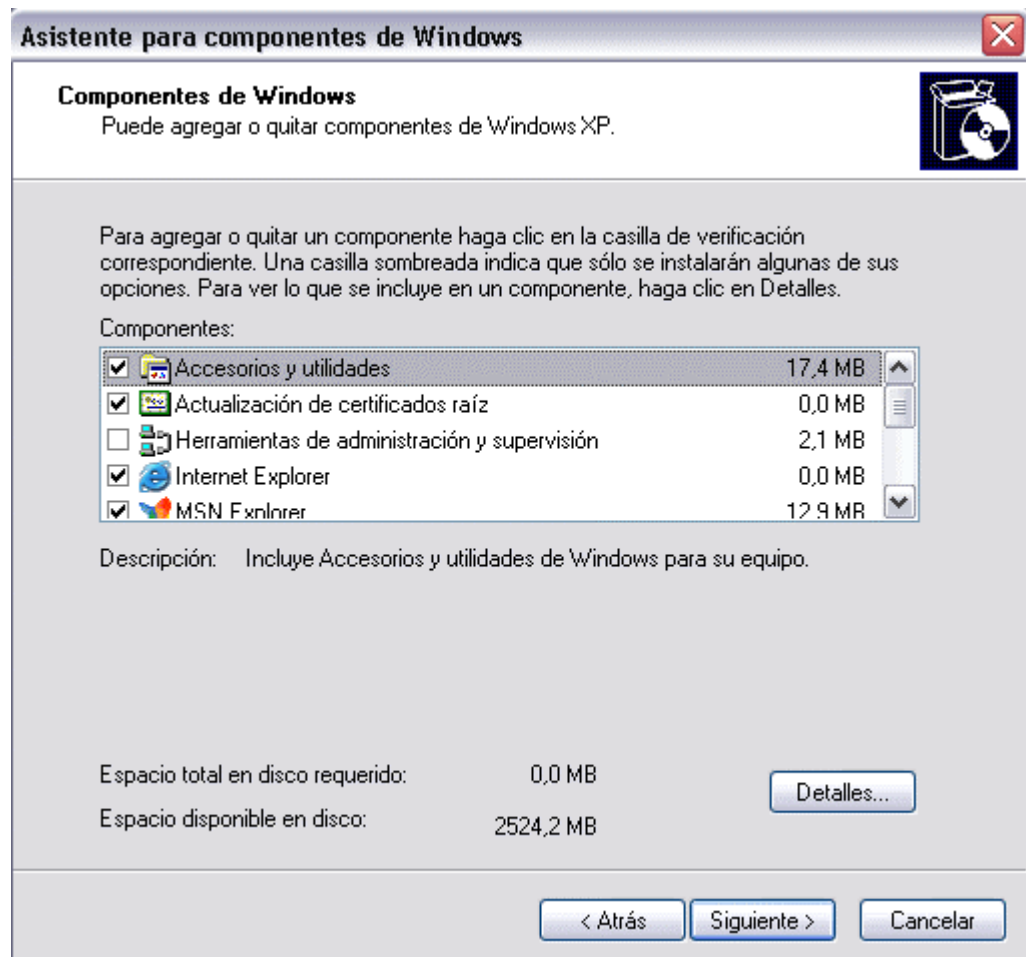 Asistente para componentes de Windows
Componentes de Windows
Puede agregar o quitar componentes de Windows XP.
Para agregar o quitar un componente haga clic en la casilla de verificación
correspondiente. Una casilla sombreada indica que sólo se instalarán algunas de sus
opciones. Para ver lo que se incluye en un componente, haga clic en Detalles.
Componentes:
Accesorios y utilidades 17,4 MB
Actualización de certificados raíz 0,0 MB
Herramientas de administración y supervisión 2,1 MB
Internet Explorer 0,0 MB
MSN Explorer 12,9 MB
Descripción: Incluye Accesorios y utilidades de Windows para su equipo.
Espacio total en disco requerido: 0,0 MB
Detalles...
Espacio disponible en disco: 2524,2 MB
< Atrás Siguiente > Cancelar